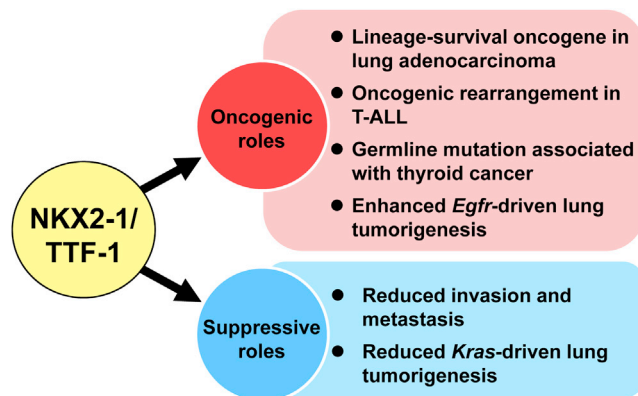 NKX2-1/
TTF-1
Oncogenic
roles
● Lineage-survival oncogene in
lung adenocarcinoma
● Oncogenic rearrangement in
T-ALL
● Germline mutation associated
with thyroid cancer
● Enhanced Egfr-driven lung
tumorigenesis
Suppressive
roles
● Reduced invasion and
metastasis
● Reduced Kras-driven lung
tumorigenesis